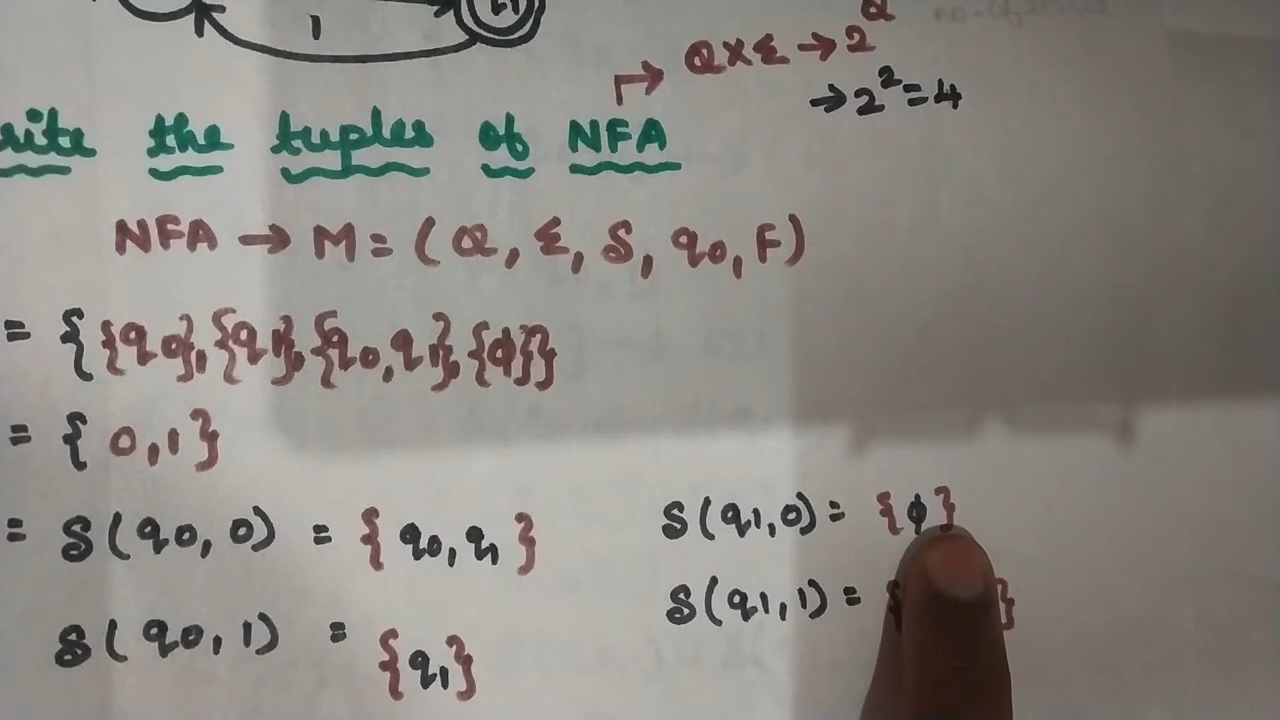 1
Q×Σ→2^Q
→2²=4
rite the tuples of NFA
NFA → M = (Q, Σ, δ, q0, F)
= {{q0},{q1},{q0,q1},{ϕ}}
= {0,1}
= δ(q0,0) = {q0,q1}
δ(q1,0) = {ϕ}
δ(q0,1) = {q1}
δ(q1,1) = { }